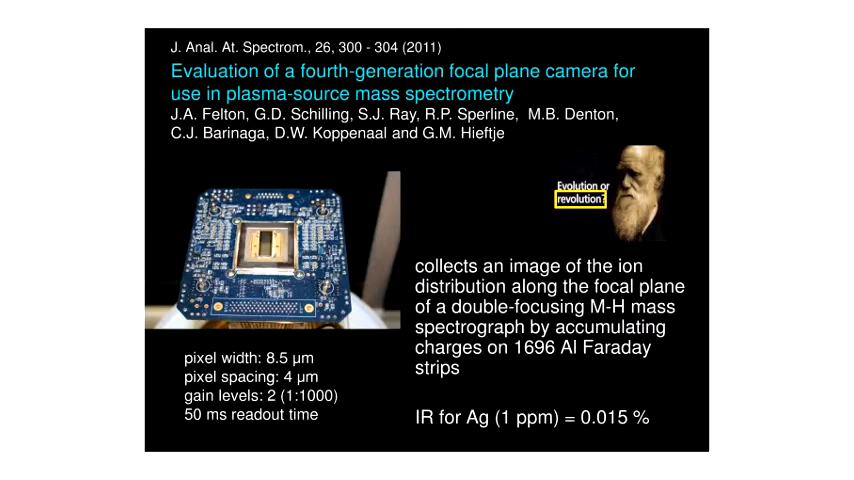 J. Anal. At. Spectrom., 26, 300 - 304 (2011)
Evaluation of a fourth-generation focal plane camera for
use in plasma-source mass spectrometry
J.A. Felton, G.D. Schilling, S.J. Ray, R.P. Sperline, M.B. Denton,
C.J. Barinaga, D.W. Koppenaal and G.M. Hieftje
Evolution or
revolution?
collects an image of the ion
distribution along the focal plane
of a double-focusing M-H mass
spectrograph by accumulating
charges on 1696 Al Faraday
strips
pixel width: 8.5 µm
pixel spacing: 4 µm
gain levels: 2 (1:1000)
50 ms readout time
IR for Ag (1 ppm) = 0.015 %